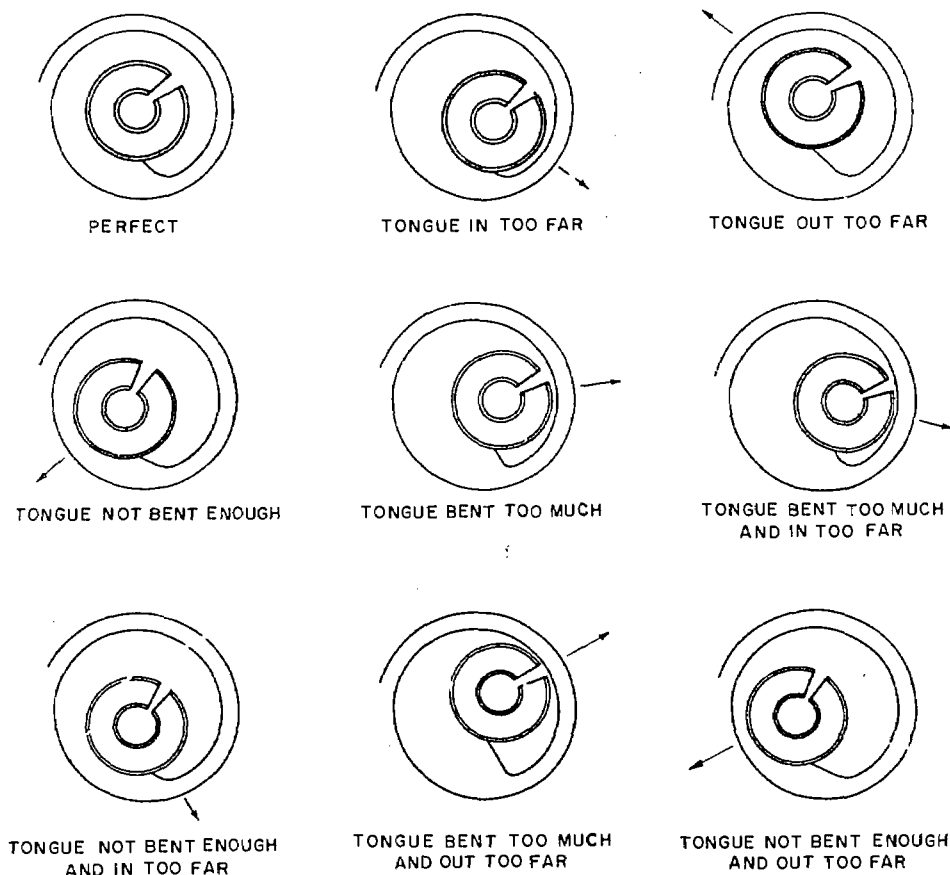 PERFECT
TONGUE IN TOO FAR
TONGUE OUT TOO FAR
TONGUE NOT BENT ENOUGH
TONGUE BENT TOO MUCH
TONGUE BENT TOO MUCH
AND IN TOO FAR
TONGUE NOT BENT ENOUGH
AND IN TOO FAR
TONGUE BENT TOO MUCH
AND OUT TOO FAR
TONGUE NOT BENT ENOUGH
AND OUT TOO FAR